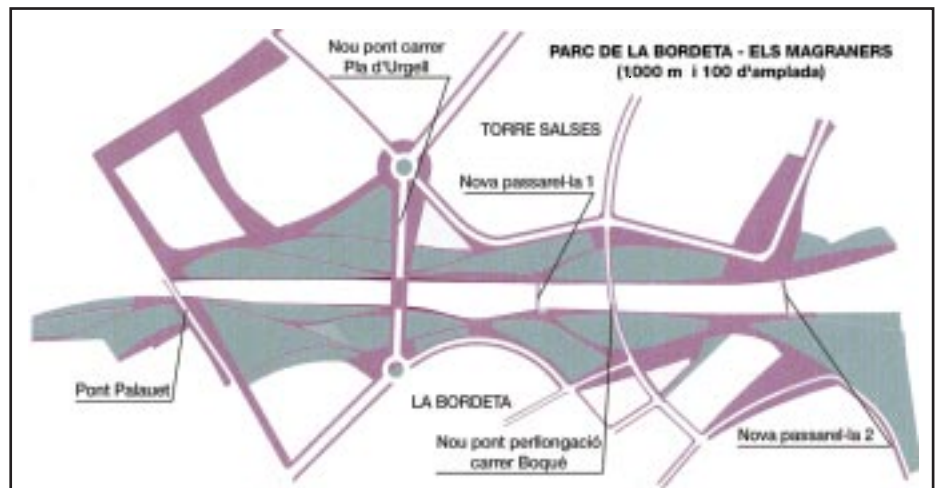 Nou pont carrer
Pla d'Urgell
PARC DE LA BORDETA - ELS MAGRANERS
(1.000 m i 100 d'amplada)
TORRE SALSES
Nova passarel·la 1
Pont Palauet
LA BORDETA
Nou pont perllongació
carrer Boqué
Nova passarel·la 2